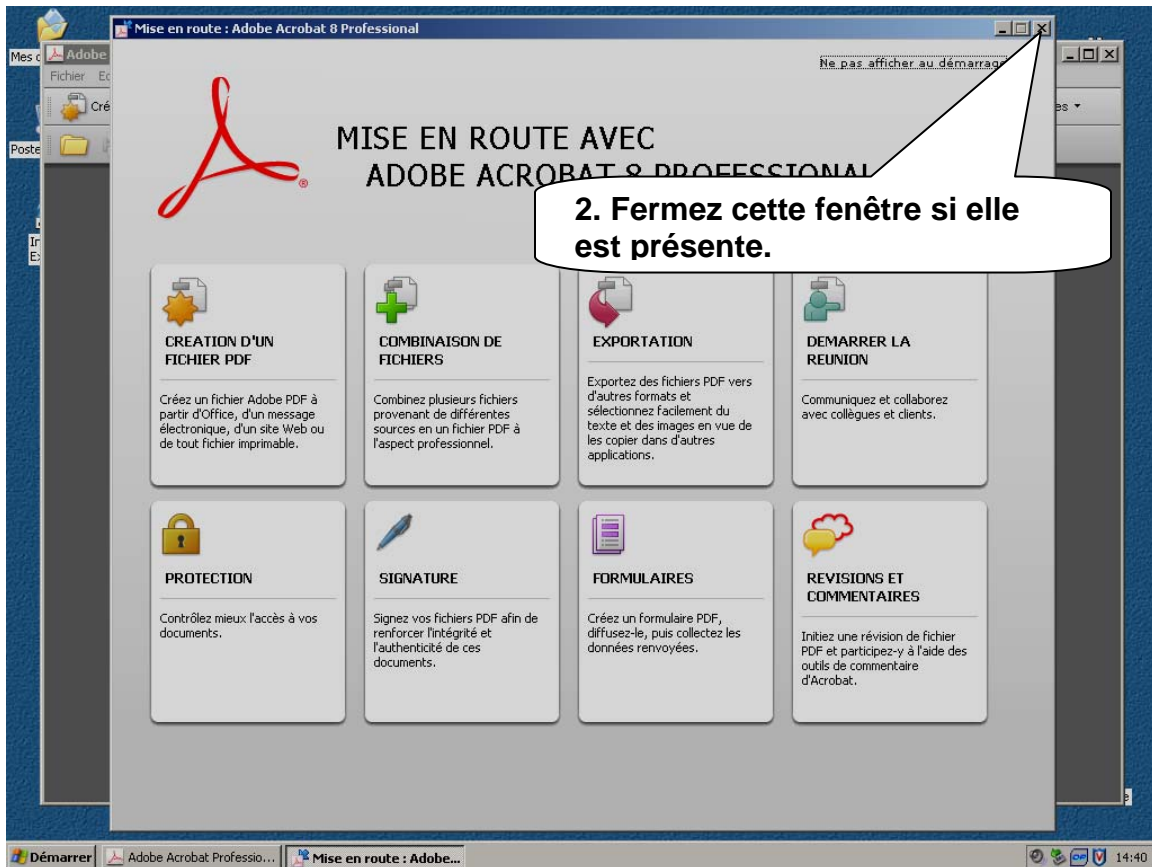 Mise en route : Adobe Acrobat 8 Professional
Mes
Adobe
Fichier
Ne pas afficher au démarrage
Poste
MISE EN ROUTE AVEC
ADOBE ACROBAT 8 PROFESSIONAL
2. Fermez cette fenêtre si elle
est présente.
CREATION D'UN
FICHIER PDF
Créez un fichier Adobe PDF à
partir d'Office, d'un message
électronique, d'un site Web ou
de tout fichier imprimable.
COMBINAISON DE
FICHIERS
Combinez plusieurs fichiers
provenant de différentes
sources en un fichier PDF à
l'aspect professionnel.
EXPORTATION
Exportez des fichiers PDF vers
d'autres formats et
sélectionnez facilement du
texte et des images en vue de
les copier dans d'autres
applications.
DEMARRER LA
REUNION
Communiquez et collaborez
avec collègues et clients.
PROTECTION
Contrôlez mieux l'accès à vos
documents.
SIGNATURE
Signez vos fichiers PDF afin de
renforcer l'intégrité et
l'authenticité de ces
documents.
FORMULAIRES
Créez un formulaire PDF,
diffusez-le, puis collectez les
données renvoyées.
REVISIONS ET
COMMENTAIRES
Initiez une révision de fichier
PDF et participez-y à l'aide des
outils de commentaire
d'Acrobat.
Démarrer
Adobe Acrobat Professio...
Mise en route : Adobe...
14:40